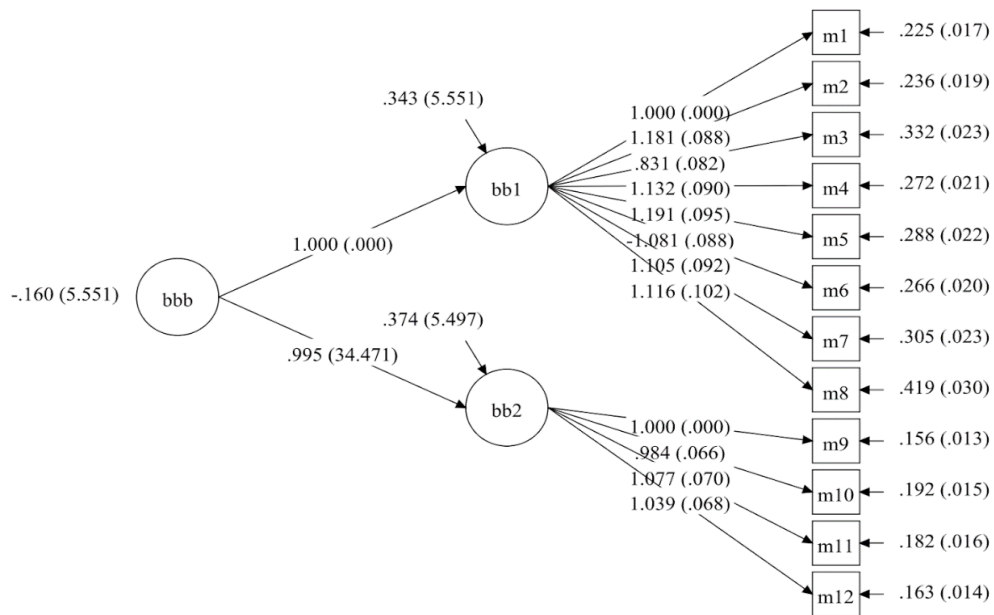 m1
.225 (.017)
m2
.236 (.019)
.343 (5.551)
1.000 (.000)
1.181 (.088)
m3
.332 (.023)
.831 (.082)
bb1
1.132 (.090)
m4
.272 (.021)
1.191 (.095)
m5
.288 (.022)
1.000 (.000)
-1.081 (.088)
1.105 (.092)
m6
.266 (.020)
-.160 (5.551)
bbb
1.116 (.102)
.374 (5.497)
m7
.305 (.023)
.995 (34.471)
m8
.419 (.030)
bb2
1.000 (.000)
m9
.156 (.013)
.984 (.066)
1.077 (.070)
m10
.192 (.015)
1.039 (.068)
m11
.182 (.016)
m12
.163 (.014)